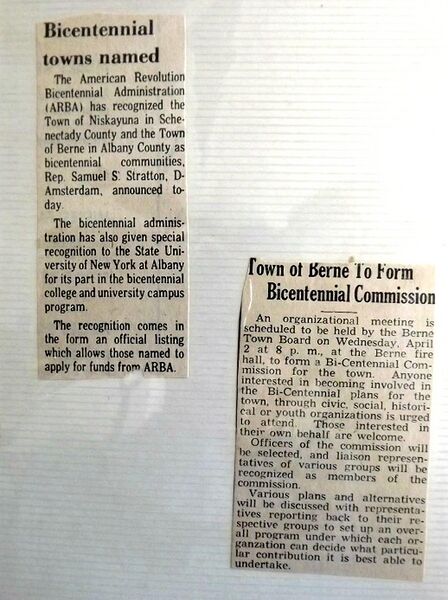 Bicentennial
towns named
The American Revolution
Bicentennial Administration
(ARBA) has recognized the
Town of Niskayuna in Sche-
nectady County and the Town
of Berne in Albany County as
bicentennial communities,
Rep. Samuel S. Stratton, D-
Amsterdam, announced to-
day.
The bicentennial adminis-
tration has also given special
recognition to the State Uni-
versity of New York at Albany
for its part in the bicentennial
college and university campus
program.
The recognition comes in
the form an official listing
which allows those named to
apply for funds from ARBA.
Town of Berne To Form
Bicentennial Commission
An organizational meeting is
scheduled to be held by the Berne
Town Board on Wednesday, April
2 at 8 p. m., at the Berne fire
hall, to form a Bi-Centennial Com-
mission for the town. Anyone
interested in becoming involved in
the Bi-Centennial plans for the
town, through civic, social, histori-
cal or youth organizations is urged
to attend. Those interested in
their own behalf are welcome.
Officers of the commission will
be selected, and liaison represen-
tatives of various groups will be
recognized as members of the
commission.
Various plans and alternatives
will be discussed with representa-
tives reporting back to their re-
spective groups to set up an over-
all program under which each or-
ganzation can decide what particu-
lar contribution it is best able to
undertake.